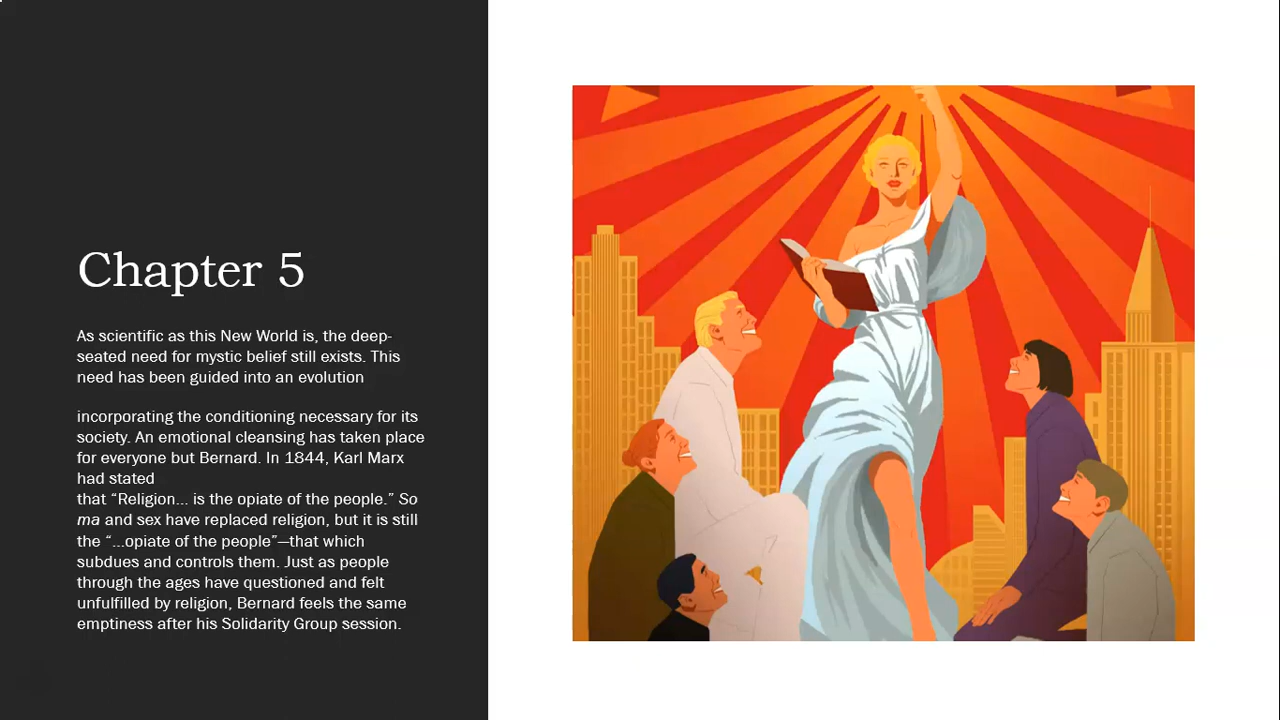 Chapter 5
As scientific as this New World is, the deep-
seated need for mystic belief still exists. This
need has been guided into an evolution
incorporating the conditioning necessary for its
society. An emotional cleansing has taken place
for everyone but Bernard. In 1844, Karl Marx
had stated
that “Religion... is the opiate of the people.” So
ma and sex have replaced religion, but it is still
the “...opiate of the people”—that which
subdues and controls them. Just as people
through the ages have questioned and felt
unfulfilled by religion, Bernard feels the same
emptiness after his Solidarity Group session.